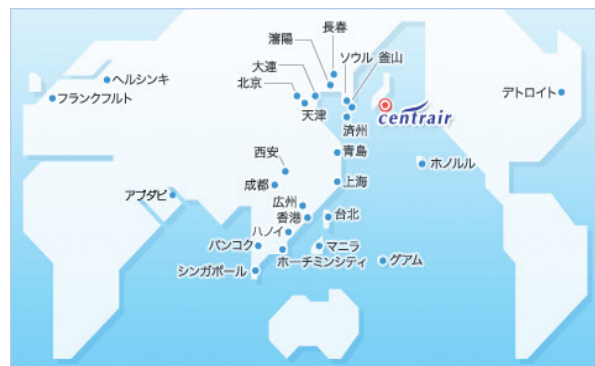 長春
瀋陽
ソウル 釜山
大連
ヘルシンキ
北京
デトロイト
フランクフルト
天津
centrair
済州
青島
西安
ホノルル
成都
上海
アブダビ
広州
香港
台北
ハノイ
バンコク
マニラ
ホーチミンシティ
グアム
シンガポール